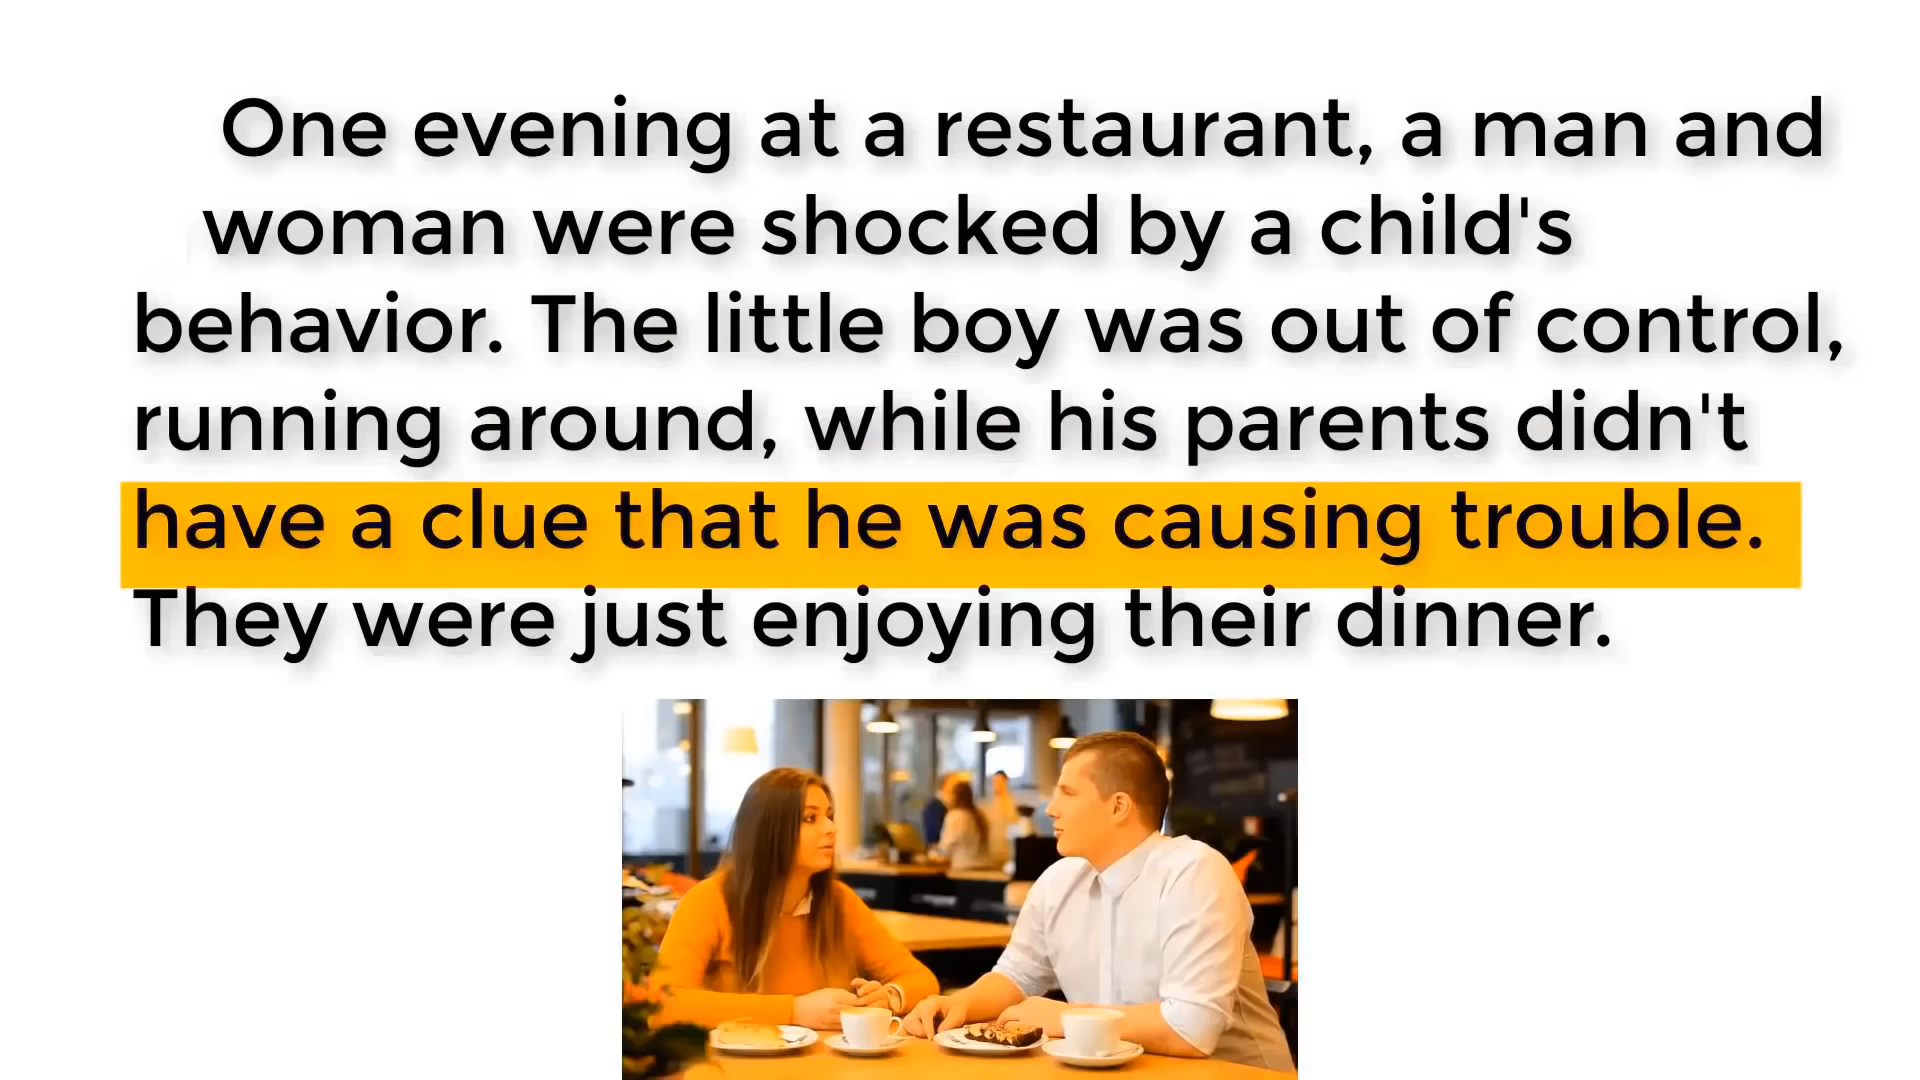 One evening at a restaurant, a man and
woman were shocked by a child's
behavior. The little boy was out of control,
running around, while his parents didn't
have a clue that he was causing trouble.
They were just enjoying their dinner.